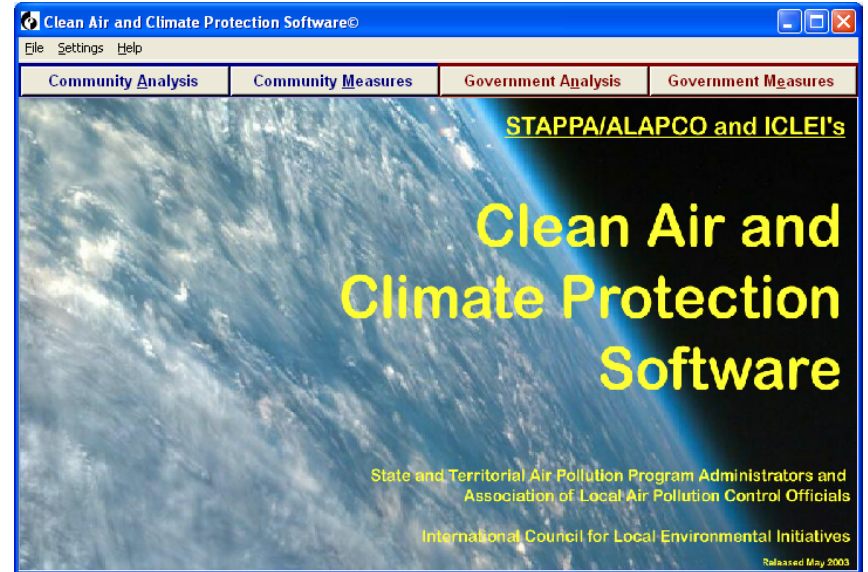 Clean Air and Climate Protection Software©
File Settings Help
Community Analysis Community Measures Government Analysis Government Measures
STAPPA/ALAPCO and ICLEI's
Clean Air and
Climate Protection
Software
State and Territorial Air Pollution Program Administrators and
Association of Local Air Pollution Control Officials
International Council for Local Environmental Initiatives
Released May 2003